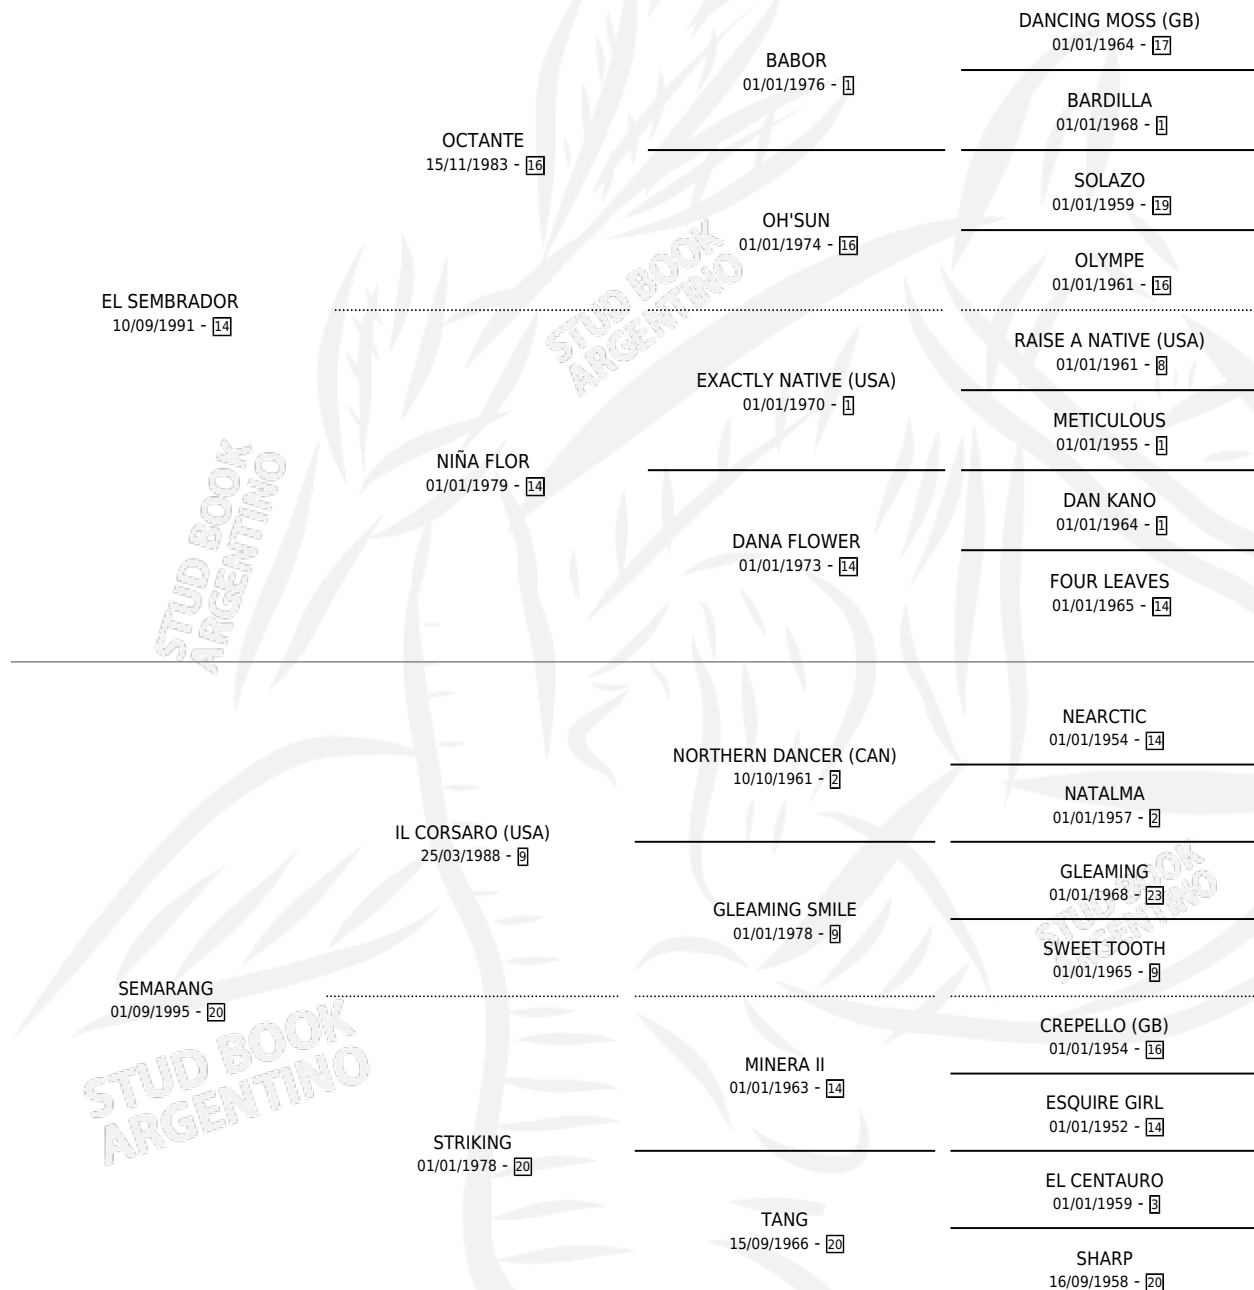 DANCING MOSS (GB)
01/01/1964 - 17
BABOR
01/01/1976 - 1
BARDILLA
01/01/1968 - 1
OCTANTE
15/11/1983 - 16
SOLAZO
01/01/1959 - 19
OH'SUN
01/01/1974 - 16
OLYMPE
01/01/1961 - 16
EL SEMBRADOR
10/09/1991 - 14
RAISE A NATIVE (USA)
01/01/1961 - 8
EXACTLY NATIVE (USA)
01/01/1970 - 1
METICULOUS
01/01/1955 - 1
NIÑA FLOR
01/01/1979 - 14
DAN KANO
01/01/1964 - 1
DANA FLOWER
01/01/1973 - 14
FOUR LEAVES
01/01/1965 - 14
NEARCTIC
01/01/1954 - 14
NORTHERN DANCER (CAN)
10/10/1961 - 2
NATALMA
01/01/1957 - 2
IL CORSARO (USA)
25/03/1988 - 9
GLEAMING
01/01/1968 - 23
GLEAMING SMILE
01/01/1978 - 9
SWEET TOOTH
01/01/1965 - 9
SEMARANG
01/09/1995 - 20
CREPELLO (GB)
01/01/1954 - 16
MINERA II
01/01/1963 - 14
ESQUIRE GIRL
01/01/1952 - 14
STRIKING
01/01/1978 - 20
EL CENTAURO
01/01/1959 - 3
TANG
15/09/1966 - 20
SHARP
16/09/1958 - 20
STUD BOOK
ARGENTINO
STUD BOOK
ARGENTINO
STUD BOOK
ARGENTINO
STUD BOOK
ARGENTINO